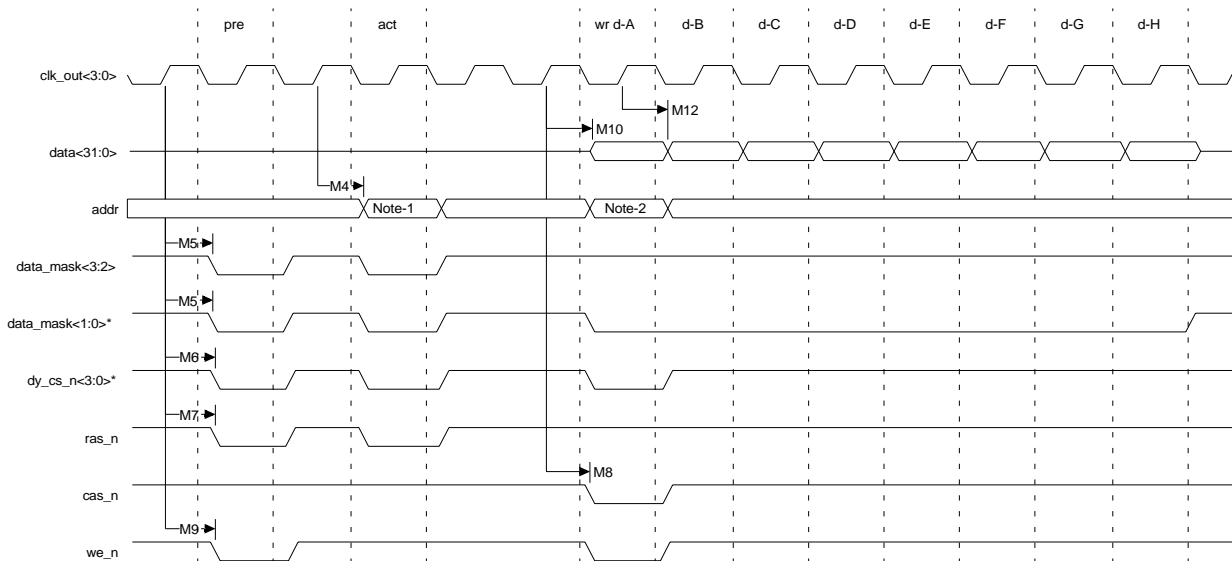 pre act wr d-A d-B d-C d-D d-E d-F d-G d-H
clk_out<3:0>
M12
M10
data<31:0>
M4
addr Note-1 Note-2
M5
data_mask<3:2>
M5
data_mask<1:0>*
M6
dy_cs_n<3:0>*
M7
ras_n
M8
cas_n
M9
we_n